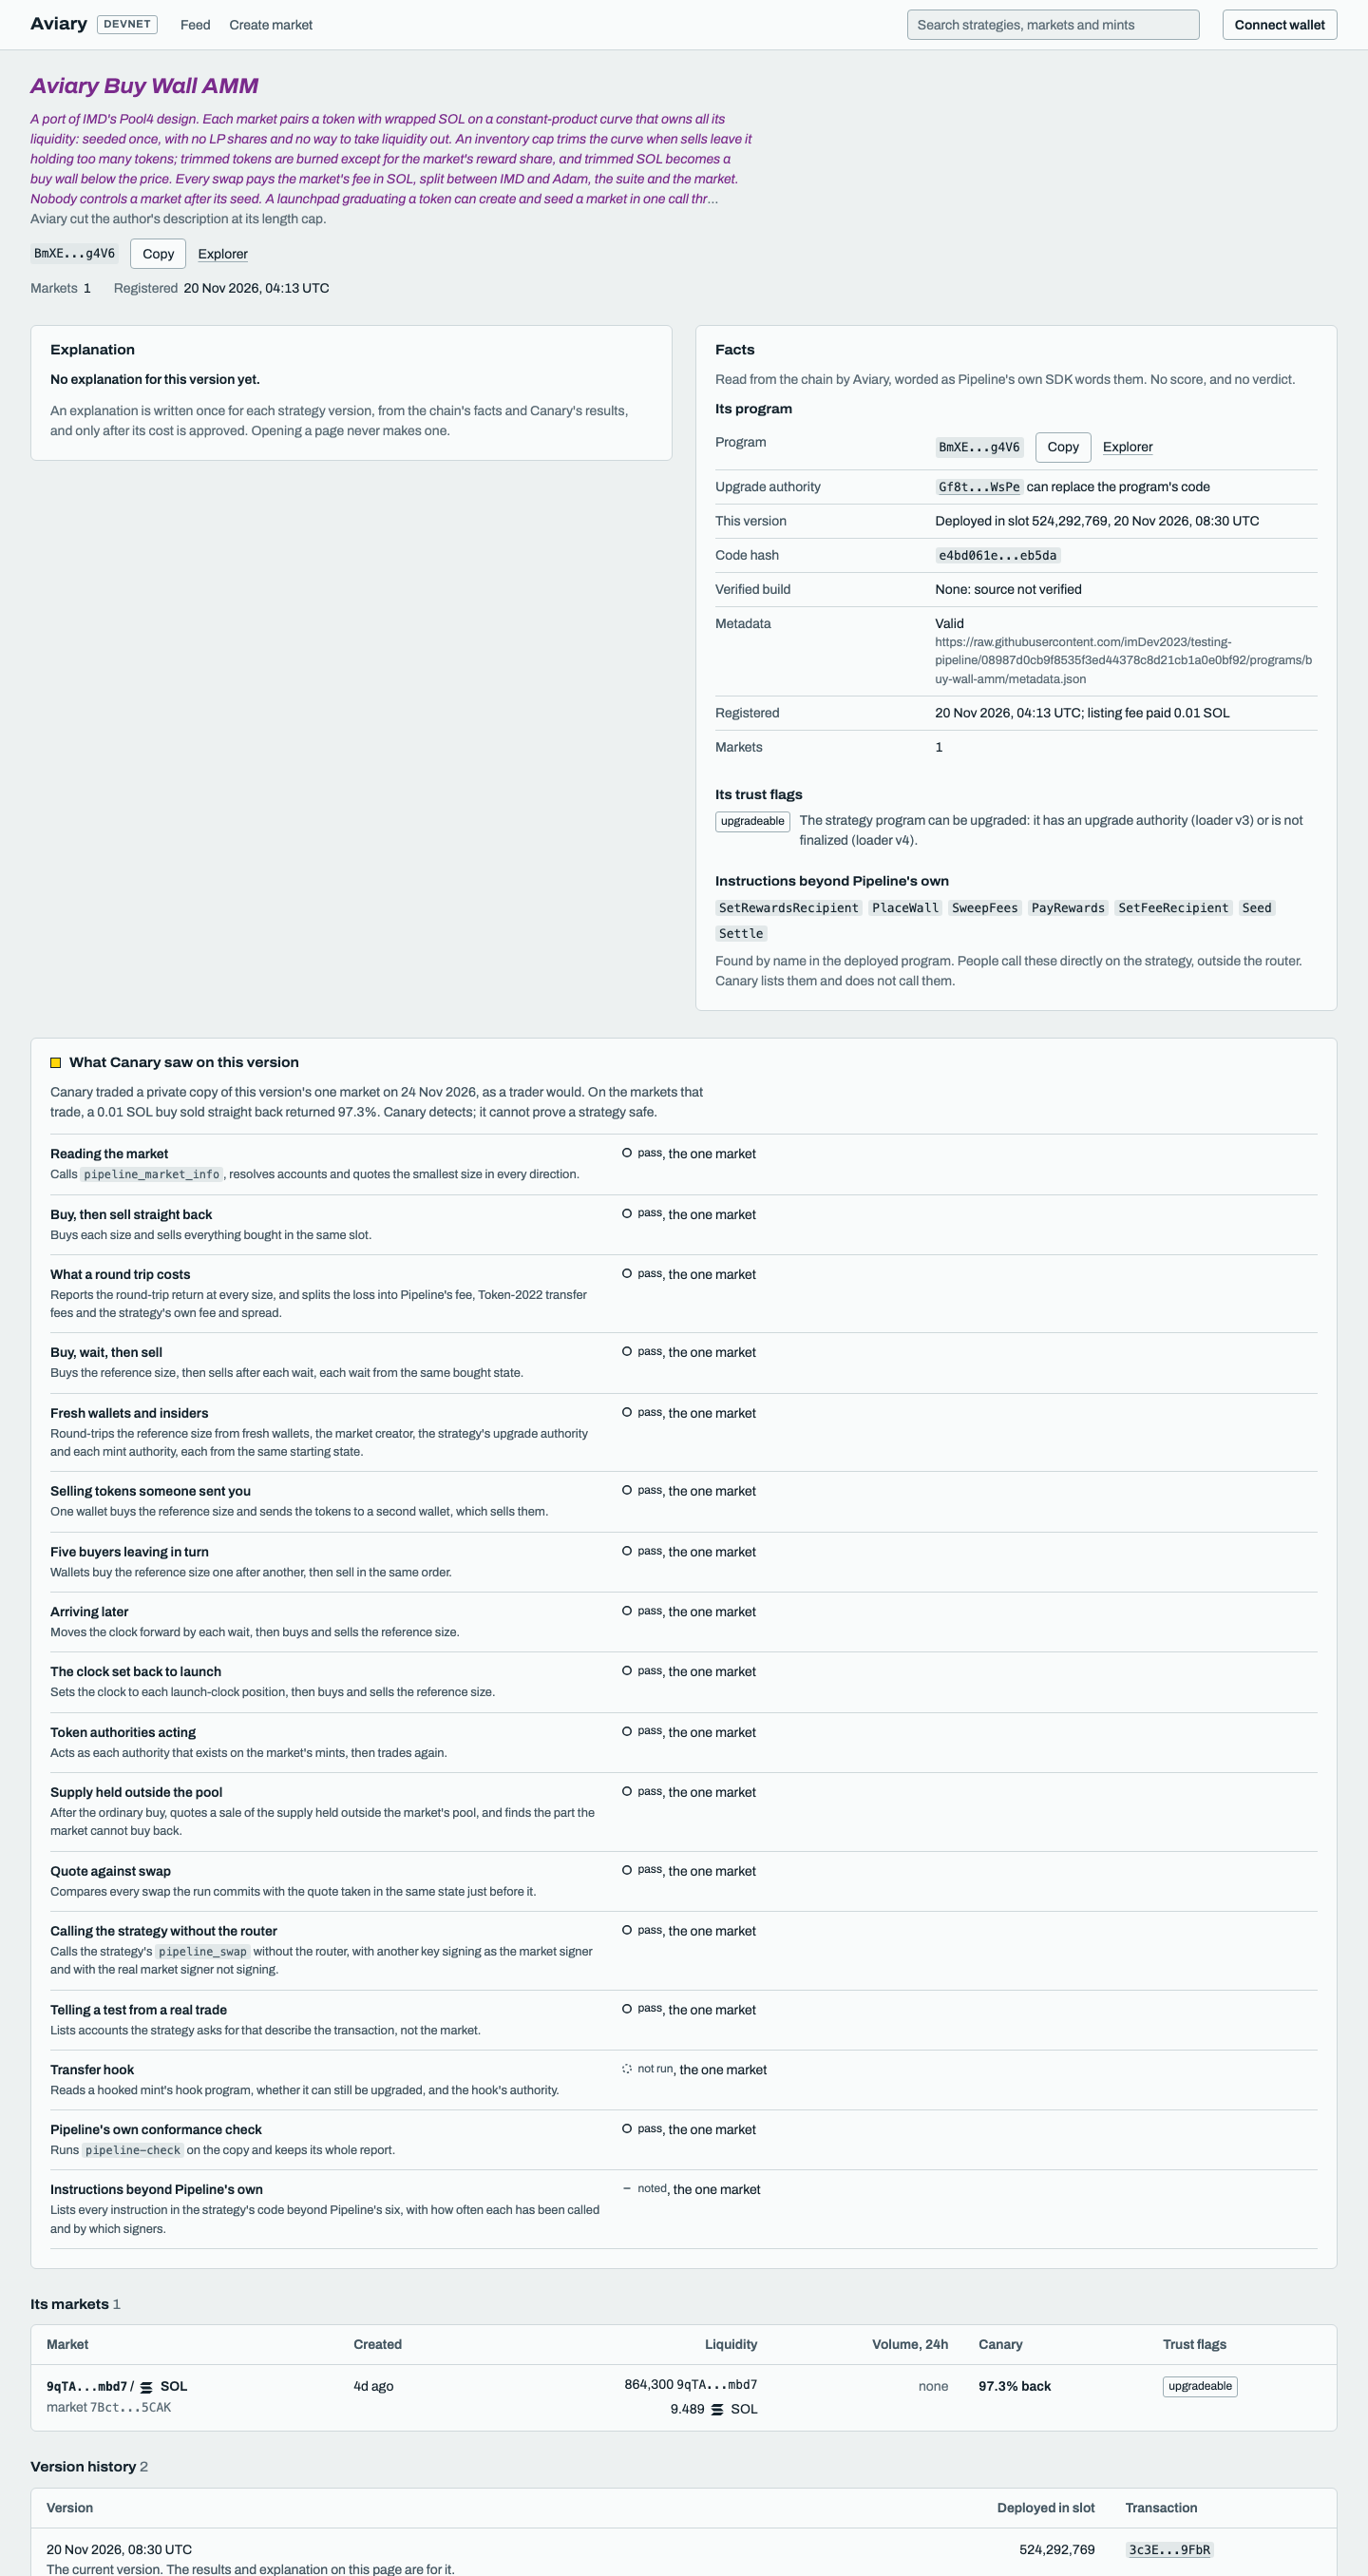 Aviary DEVNET Feed Create market Search strategies, markets and mints Connect wallet
Aviary Buy Wall AMM
A port of IMD's Pool4 design. Each market pairs a token with wrapped SOL on a constant-product curve that owns all its
liquidity: seeded once, with no LP shares and no way to take liquidity out. An inventory cap trims the curve when sells leave it
holding too many tokens; trimmed tokens are burned except for the market's reward share, and trimmed SOL becomes a
buy wall below the price. Every swap pays the market's fee in SOL, split between IMD and Adam, the suite and the market.
Nobody controls a market after its seed. A launchpad graduating a token can create and seed a market in one call thr…
Aviary cut the author's description at its length cap.
BmXE...g4V6 Copy Explorer
Markets 1 Registered 20 Nov 2026, 04:13 UTC
Explanation
No explanation for this version yet.
An explanation is written once for each strategy version, from the chain's facts and Canary's results,
and only after its cost is approved. Opening a page never makes one.
Facts
Read from the chain by Aviary, worded as Pipeline's own SDK words them. No score, and no verdict.
Its program
Program BmXE...g4V6 Copy Explorer
Upgrade authority Gf8t...WsPe can replace the program's code
This version Deployed in slot 524,292,769, 20 Nov 2026, 08:30 UTC
Code hash e4bd061e...eb5da
Verified build None: source not verified
Metadata Valid
https://raw.githubusercontent.com/imDev2023/testing-
pipeline/08987d0cb9f8535f3ed44378c8d21cb1a0e0bf92/programs/b
uy-wall-amm/metadata.json
Registered 20 Nov 2026, 04:13 UTC; listing fee paid 0.01 SOL
Markets 1
Its trust flags
upgradeable The strategy program can be upgraded: it has an upgrade authority (loader v3) or is not
finalized (loader v4).
Instructions beyond Pipeline's own
SetRewardsRecipient PlaceWall SweepFees PayRewards SetFeeRecipient Seed
Settle
Found by name in the deployed program. People call these directly on the strategy, outside the router.
Canary lists them and does not call them.
What Canary saw on this version
Canary traded a private copy of this version's one market on 24 Nov 2026, as a trader would. On the markets that
trade, a 0.01 SOL buy sold straight back returned 97.3%. Canary detects; it cannot prove a strategy safe.
Reading the market pass, the one market
Calls pipeline_market_info, resolves accounts and quotes the smallest size in every direction.
Buy, then sell straight back pass, the one market
Buys each size and sells everything bought in the same slot.
What a round trip costs pass, the one market
Reports the round-trip return at every size, and splits the loss into Pipeline's fee, Token-2022 transfer
fees and the strategy's own fee and spread.
Buy, wait, then sell pass, the one market
Buys the reference size, then sells after each wait, each wait from the same bought state.
Fresh wallets and insiders pass, the one market
Round-trips the reference size from fresh wallets, the market creator, the strategy's upgrade authority
and each mint authority, each from the same starting state.
Selling tokens someone sent you pass, the one market
One wallet buys the reference size and sends the tokens to a second wallet, which sells them.
Five buyers leaving in turn pass, the one market
Wallets buy the reference size one after another, then sell in the same order.
Arriving later pass, the one market
Moves the clock forward by each wait, then buys and sells the reference size.
The clock set back to launch pass, the one market
Sets the clock to each launch-clock position, then buys and sells the reference size.
Token authorities acting pass, the one market
Acts as each authority that exists on the market's mints, then trades again.
Supply held outside the pool pass, the one market
After the ordinary buy, quotes a sale of the supply held outside the market's pool, and finds the part the
market cannot buy back.
Quote against swap pass, the one market
Compares every swap the run commits with the quote taken in the same state just before it.
Calling the strategy without the router pass, the one market
Calls the strategy's pipeline_swap without the router, with another key signing as the market signer
and with the real market signer not signing.
Telling a test from a real trade pass, the one market
Lists accounts the strategy asks for that describe the transaction, not the market.
Transfer hook not run, the one market
Reads a hooked mint's hook program, whether it can still be upgraded, and the hook's authority.
Pipeline's own conformance check pass, the one market
Runs pipeline-check on the copy and keeps its whole report.
Instructions beyond Pipeline's own noted, the one market
Lists every instruction in the strategy's code beyond Pipeline's six, with how often each has been called
and by which signers.
Its markets 1
Market Created Liquidity Volume, 24h Canary Trust flags
9qTA...mbd7 / SOL 4d ago 864,300 9qTA...mbd7 none 97.3% back upgradeable
market 7Bct...5CAK 9.489 SOL
Version history 2
Version Deployed in slot Transaction
20 Nov 2026, 08:30 UTC 524,292,769 3c3E...9FbR
The current version. The results and explanation on this page are for it.